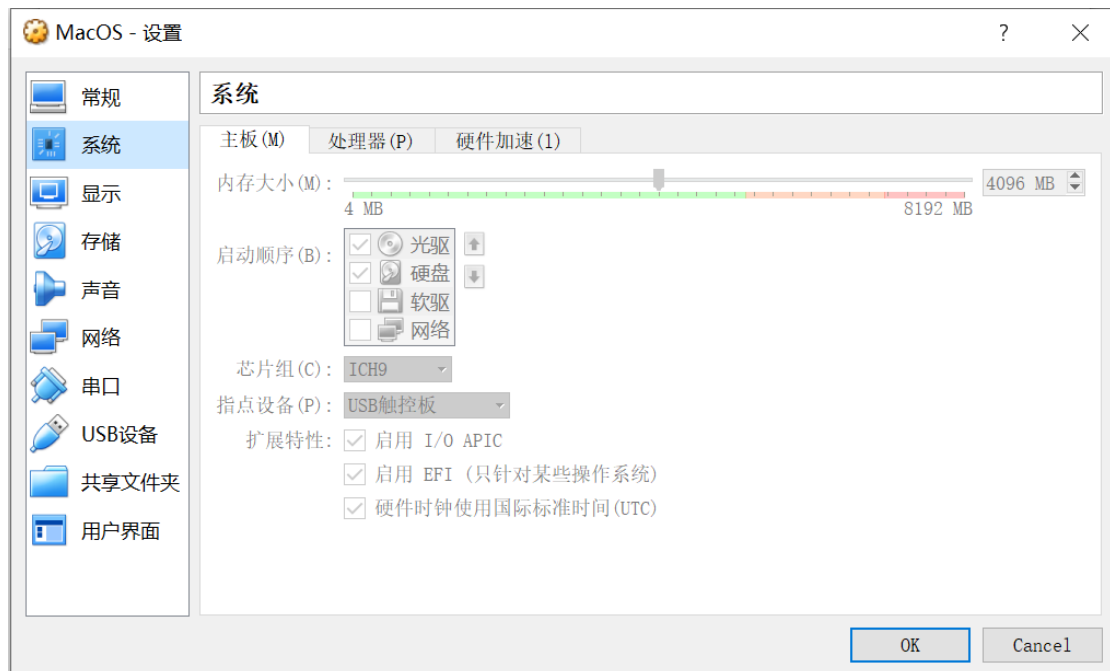 MacOS - 设置
?
常规
系统
显示
存储
声音
网络
串口
USB设备
共享文件夹
用户界面
系统
主板(M) 处理器(P) 硬件加速(l)
内存大小(M): 4096 MB
4 MB 8192 MB
启动顺序(B):
光驱
硬盘
软驱
网络
芯片组(C): ICH9
指点设备(P): USB触控板
扩展特性: 启用 I/O APIC
启用 EFI (只针对某些操作系统)
硬件时钟使用国际标准时间(UTC)
OK Cancel